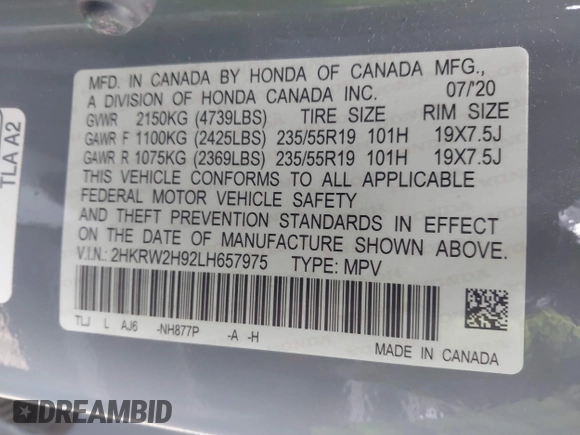 MFD. IN CANADA BY HONDA OF CANADA MFG.,
A DIVISION OF HONDA CANADA INC. 07/'20
GVWR 2150KG (4739LBS) TIRE SIZE RIM SIZE
GAWR F 1100KG (2425LBS) 235/55R19 101H 19X7.5J
GAWR R 1075KG (2369LBS) 235/55R19 101H 19X7.5J
THIS VEHICLE CONFORMS TO ALL APPLICABLE
FEDERAL MOTOR VEHICLE SAFETY
AND THEFT PREVENTION STANDARDS IN EFFECT
ON THE DATE OF MANUFACTURE SHOWN ABOVE.
V.I.N.: 2HKRW2H92LH657975 TYPE: MPV
TLJ L AJ6 -NH877P -A -H
MADE IN CANADA
TLA A2
DREAMBID